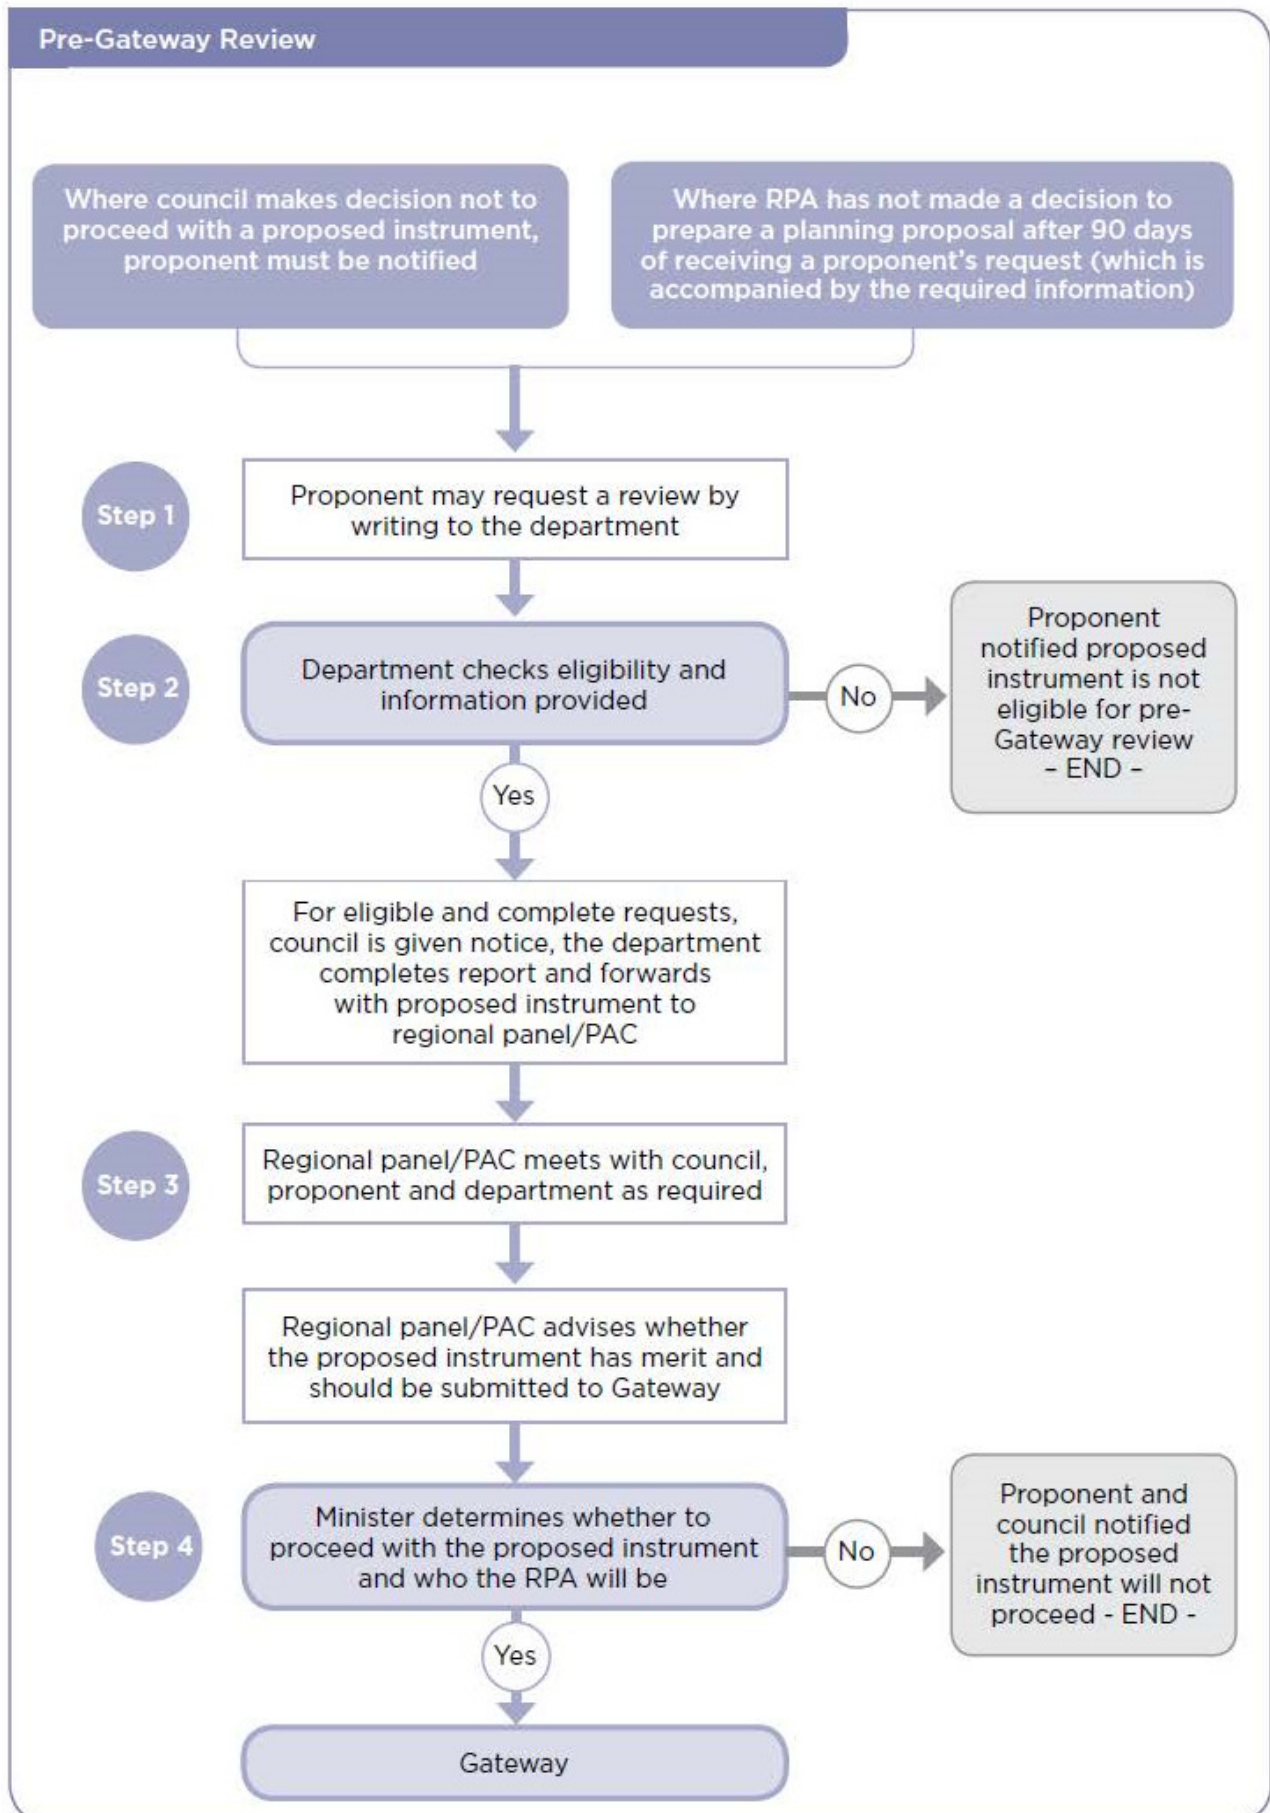 Pre-Gateway Review
Where council makes decision not to
proceed with a proposed instrument,
proponent must be notified
Where RPA has not made a decision to
prepare a planning proposal after 90 days
of receiving a proponent's request (which is
accompanied by the required information)
Step 1
Proponent may request a review by
writing to the department
Step 2
Department checks eligibility and
information provided
No
Proponent
notified proposed
instrument is not
eligible for pre-
Gateway review
– END –
Yes
For eligible and complete requests,
council is given notice, the department
completes report and forwards
with proposed instrument to
regional panel/PAC
Step 3
Regional panel/PAC meets with council,
proponent and department as required
Regional panel/PAC advises whether
the proposed instrument has merit and
should be submitted to Gateway
Step 4
Minister determines whether to
proceed with the proposed instrument
and who the RPA will be
No
Proponent and
council notified
the proposed
instrument will not
proceed - END -
Yes
Gateway